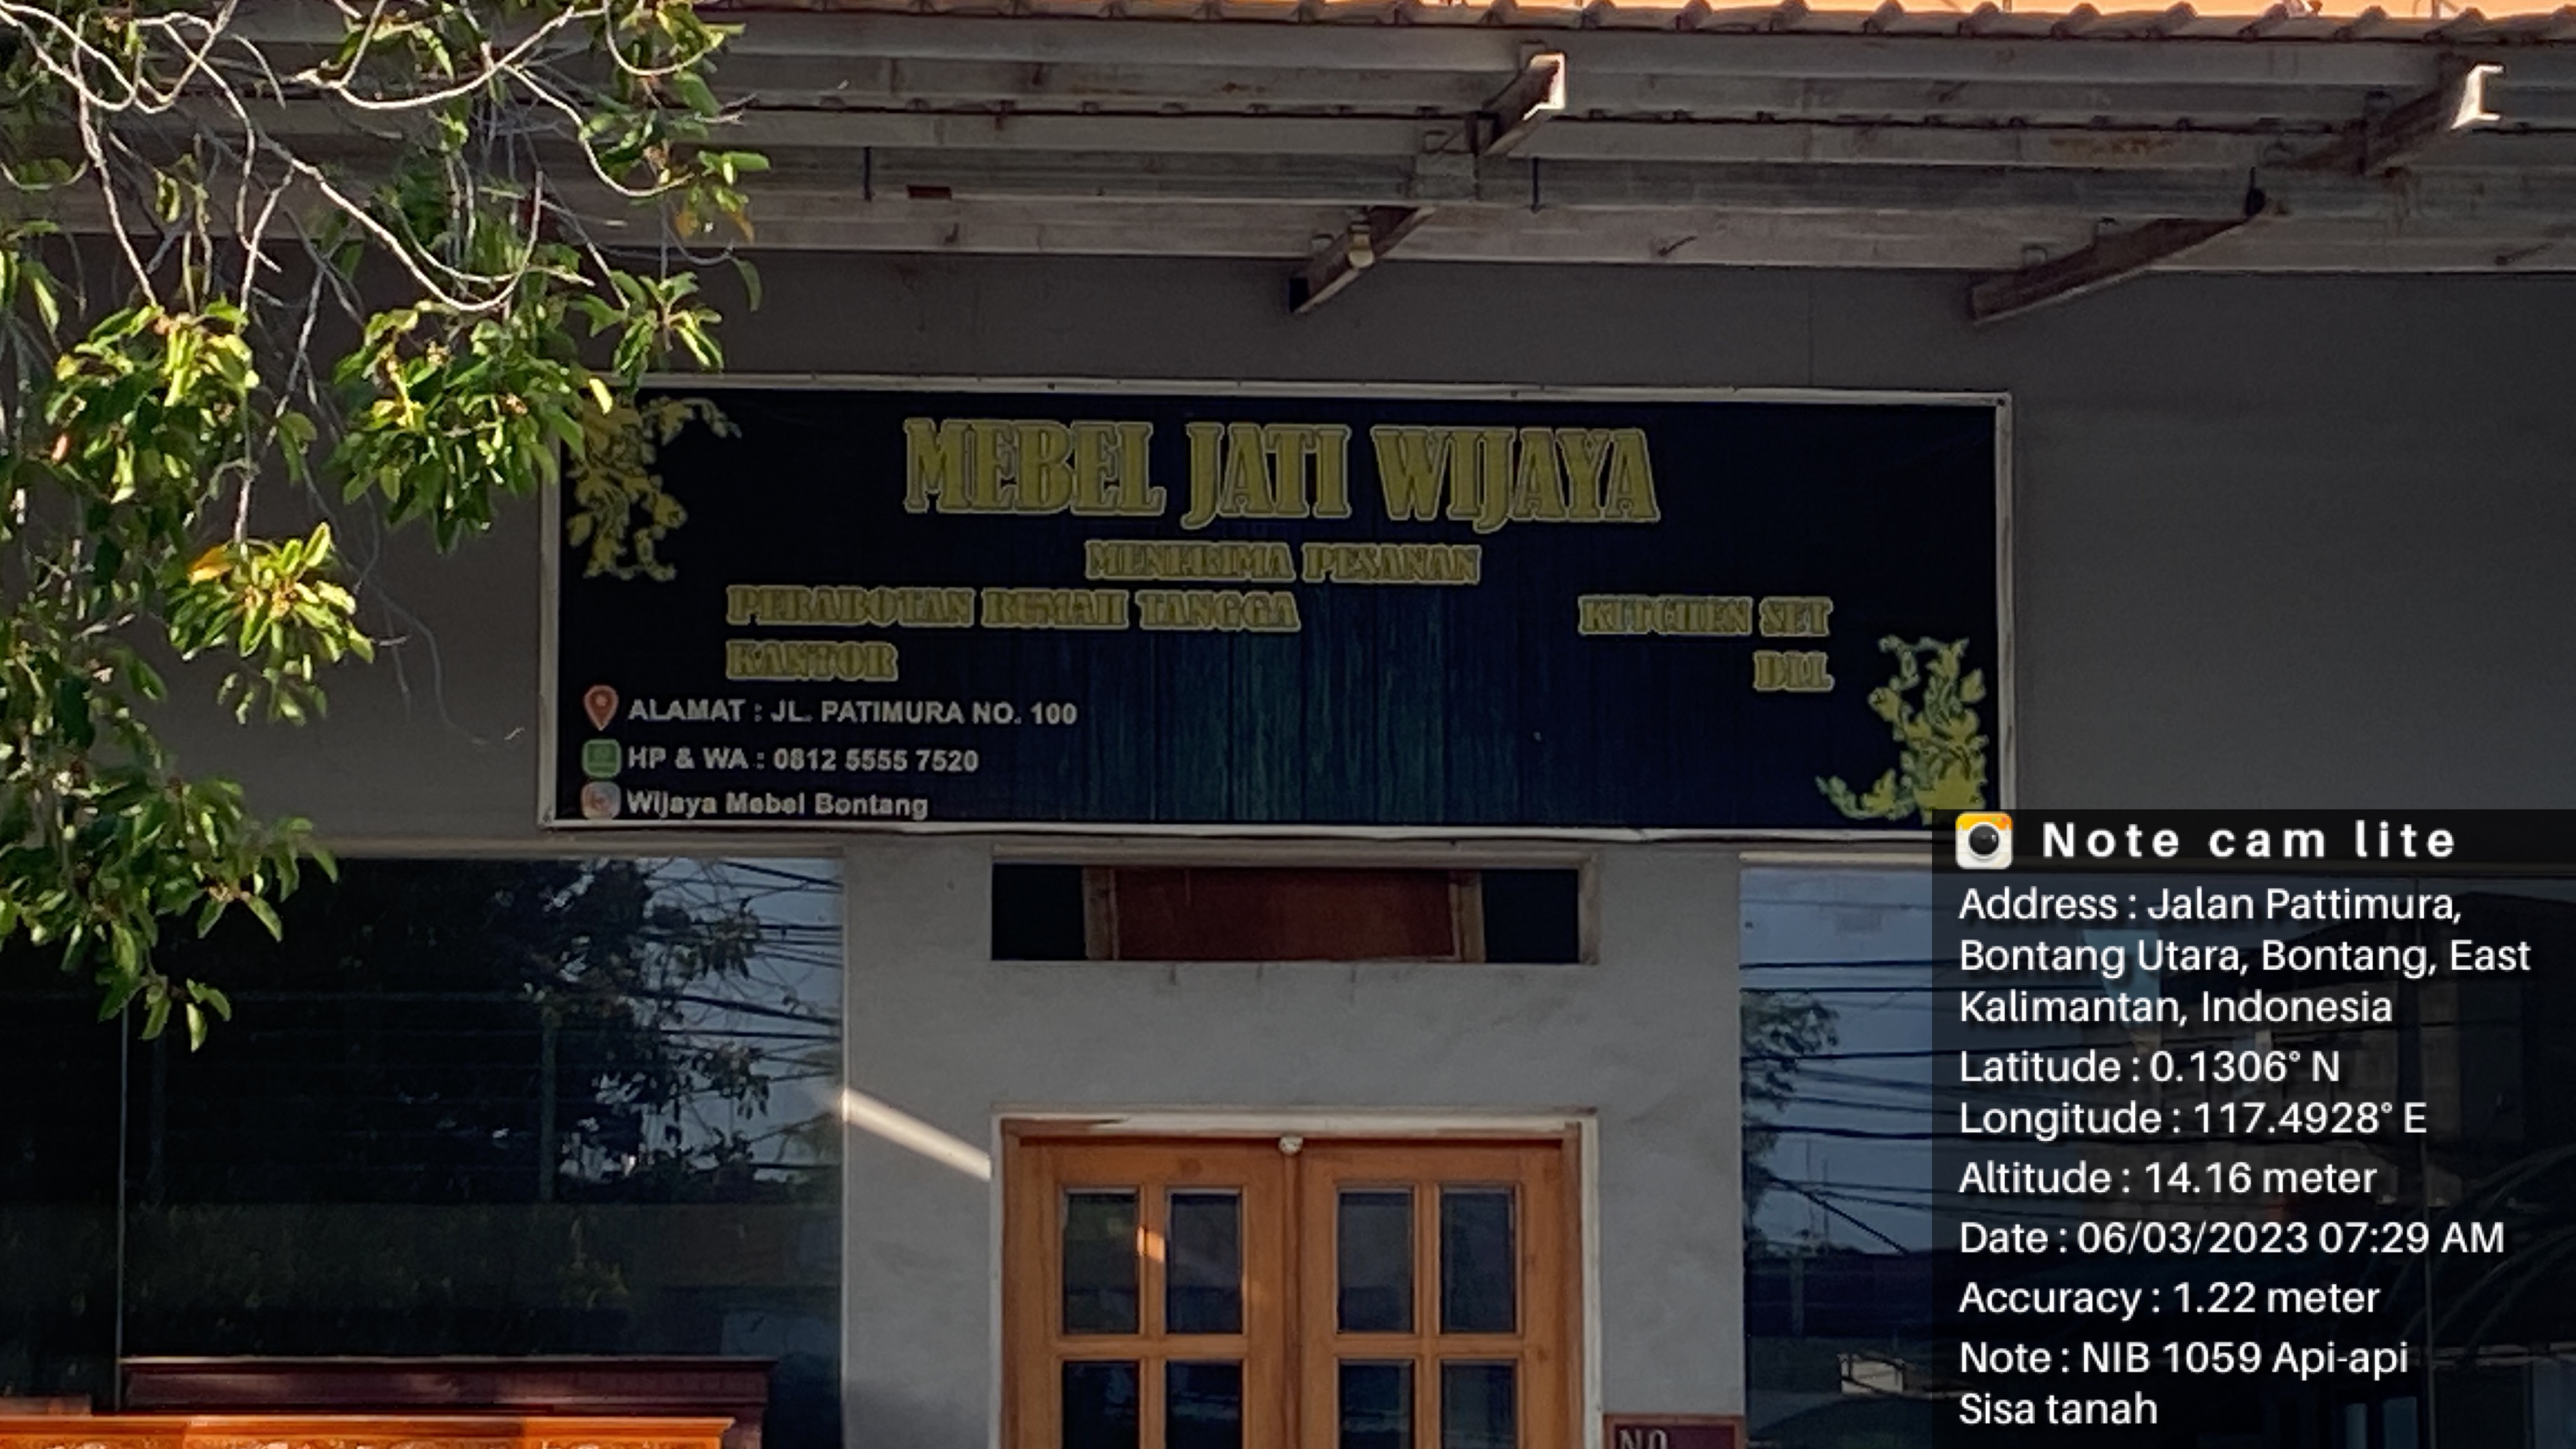 MEBEL JATI WIJAYA
MENERIMA PESANAN
PERABOTAN RUMAH TANGGA
KITCHEN SET
KANTOR
DLL
ALAMAT : JL. PATIMURA NO. 100
HP & WA : 0812 5555 7520
Wijaya Mebel Bontang
Note cam lite
Address : Jalan Pattimura,
Bontang Utara, Bontang, East
Kalimantan, Indonesia
Latitude : 0.1306° N
Longitude : 117.4928° E
Altitude : 14.16 meter
Date : 06/03/2023 07:29 AM
Accuracy : 1.22 meter
Note : NIB 1059 Api-api
Sisa tanah
NO